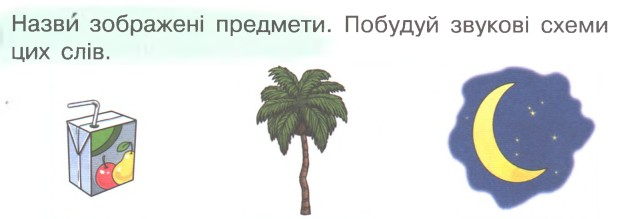 Назви́ зображені предмети. Побудуй звукові схеми
цих слів.